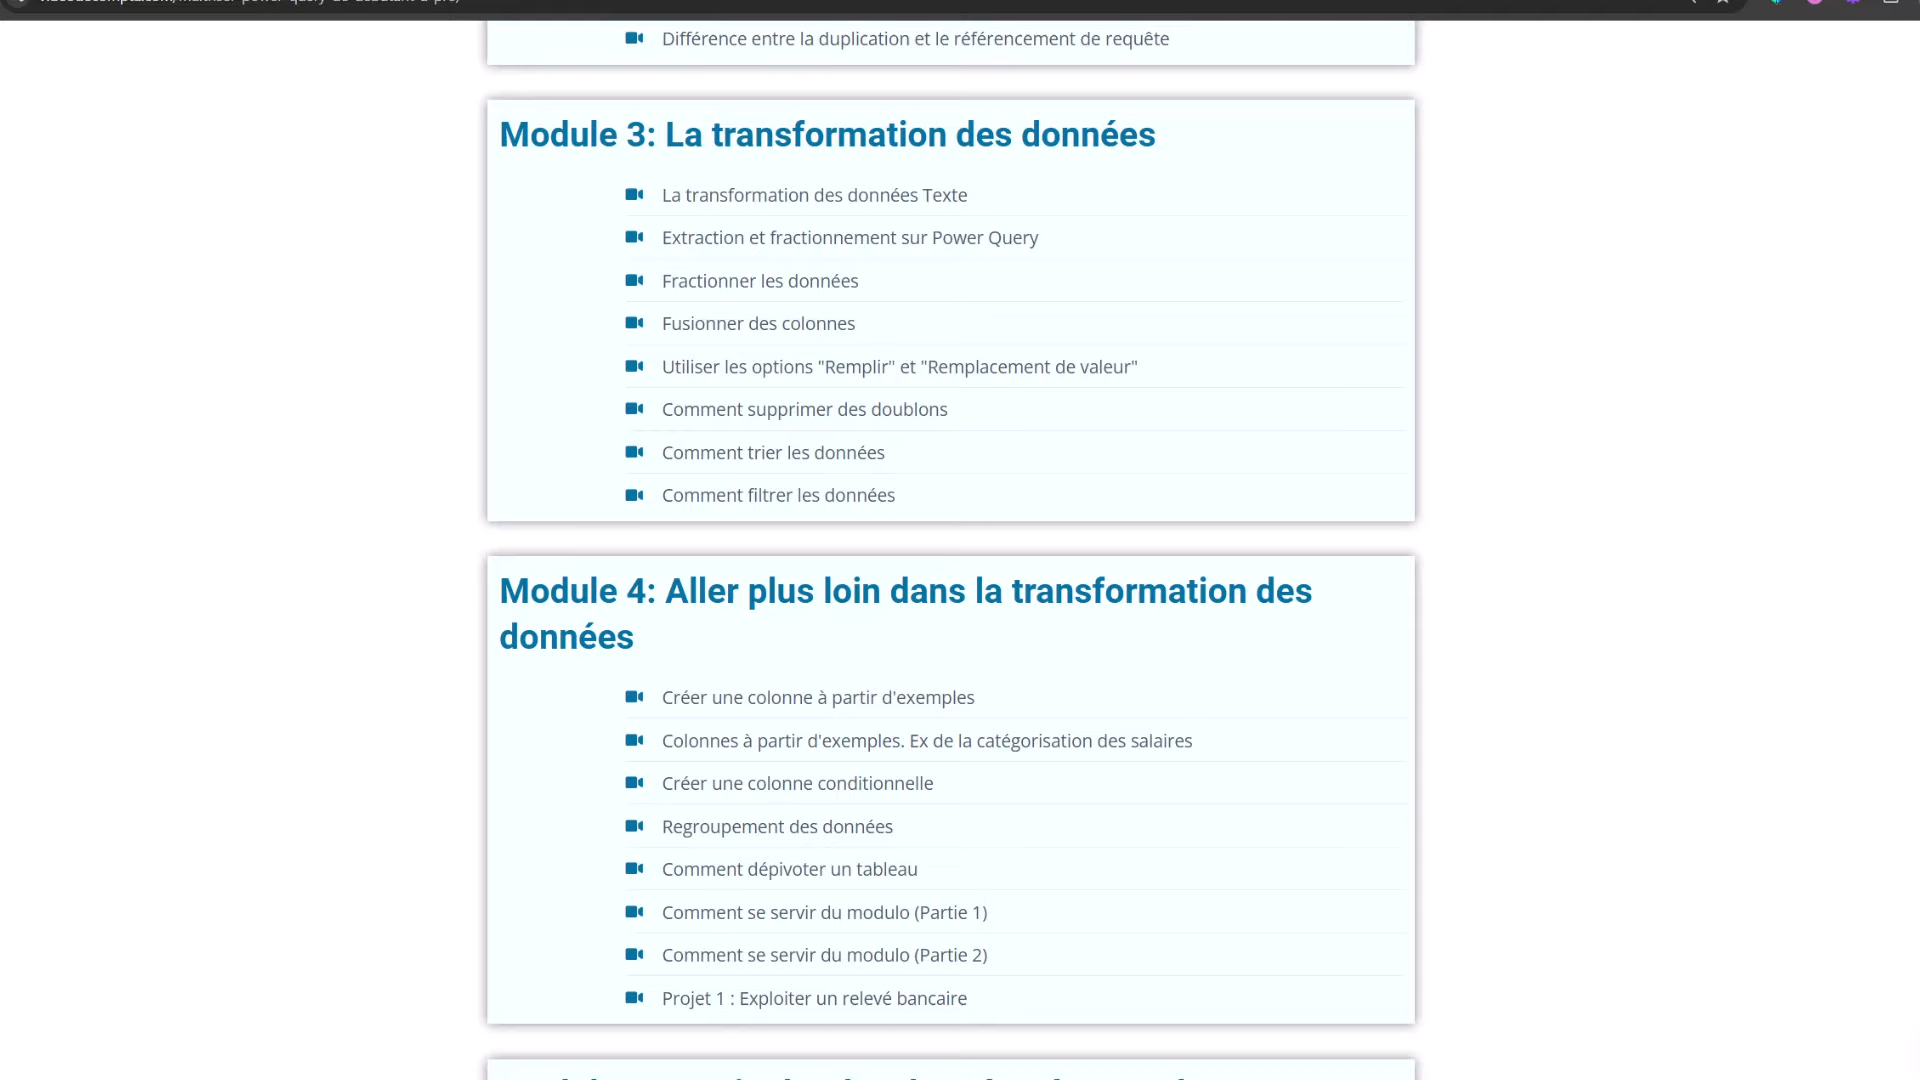 Différence entre la duplication et le référencement de requête
Module 3: La transformation des données
La transformation des données Texte
Extraction et fractionnement sur Power Query
Fractionner les données
Fusionner des colonnes
Utiliser les options "Remplir" et "Remplacement de valeur"
Comment supprimer des doublons
Comment trier les données
Comment filtrer les données
Module 4: Aller plus loin dans la transformation des
données
Créer une colonne à partir d'exemples
Colonnes à partir d'exemples. Ex de la catégorisation des salaires
Créer une colonne conditionnelle
Regroupement des données
Comment dépivoter un tableau
Comment se servir du modulo (Partie 1)
Comment se servir du modulo (Partie 2)
Projet 1 : Exploiter un relevé bancaire